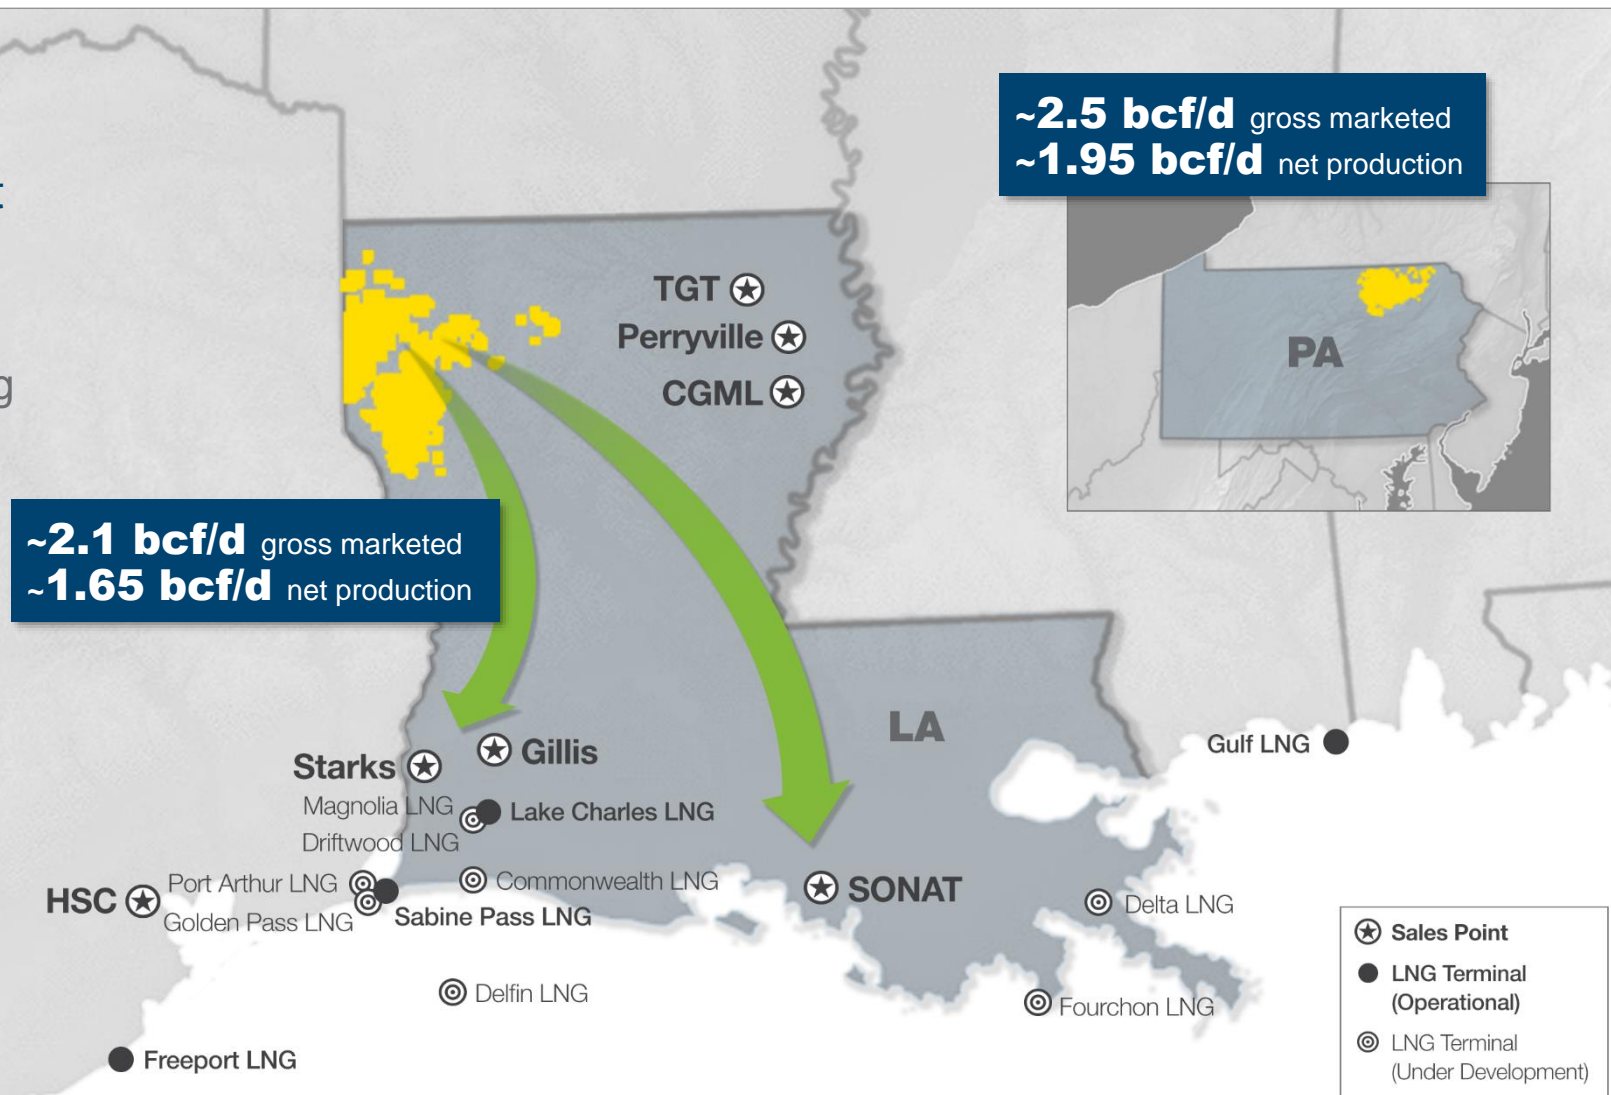 ~2.5 bcf/d gross marketed
~1.95 bcf/d net production
PA
TGT
Perryville
CGML
~2.1 bcf/d gross marketed
~1.65 bcf/d net production
LA
Gulf LNG
Starks
Gillis
Magnolia LNG
Lake Charles LNG
Driftwood LNG
HSC
Port Arthur LNG
Commonwealth LNG
SONAT
Golden Pass LNG
Sabine Pass LNG
Delta LNG
Delfin LNG
Fourchon LNG
Freeport LNG
Sales Point
LNG Terminal
(Operational)
LNG Terminal
(Under Development)